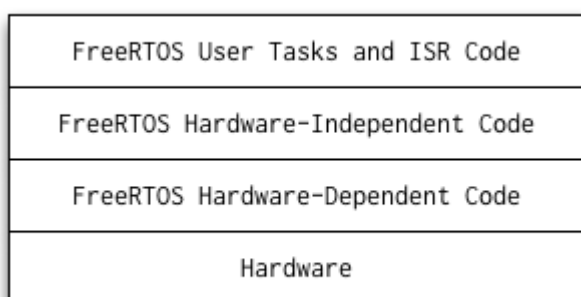 FreeRTOS User Tasks and ISR Code
FreeRTOS Hardware-Independent Code
FreeRTOS Hardware-Dependent Code
Hardware